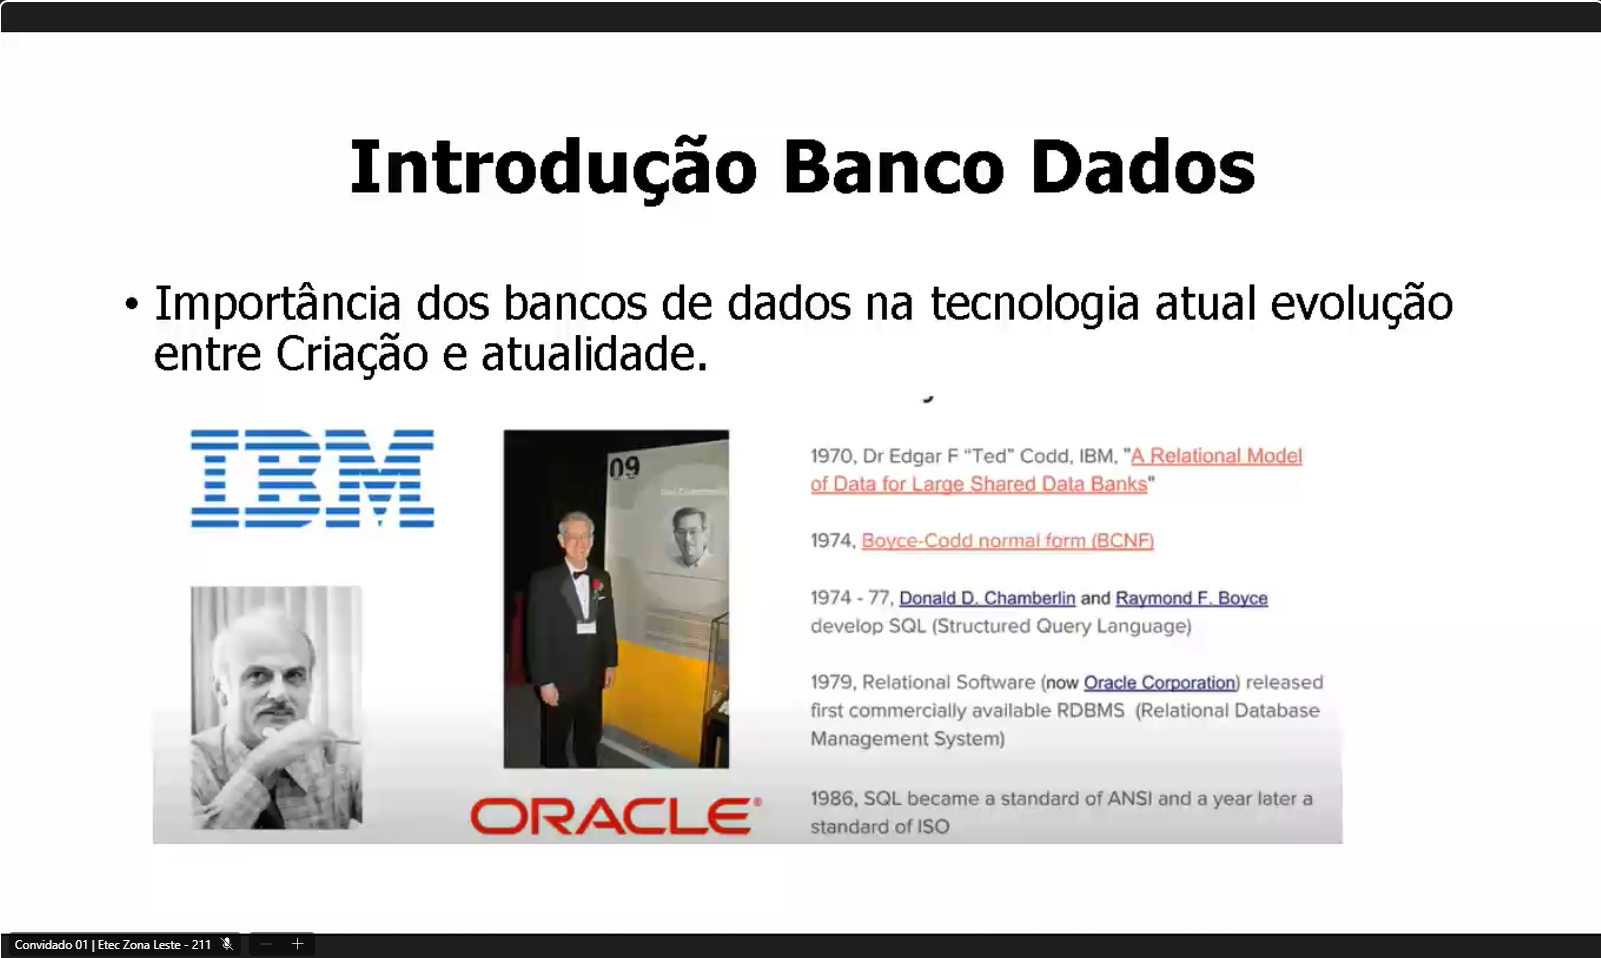 Introdução Banco Dados
• Importância dos bancos de dados na tecnologia atual evolução
entre Criação e atualidade.
IBM
09
1970, Dr Edgar F “Ted” Codd, IBM, "A Relational Model
of Data for Large Shared Data Banks"
1974, Boyce-Codd normal form (BCNF)
1974 - 77, Donald D. Chamberlin and Raymond F. Boyce
develop SQL (Structured Query Language)
1979, Relational Software (now Oracle Corporation) released
first commercially available RDBMS (Relational Database
Management System)
ORACLE®
1986, SQL became a standard of ANSI and a year later a
standard of ISO
Convidado 01 | Etec Zona Leste - 211